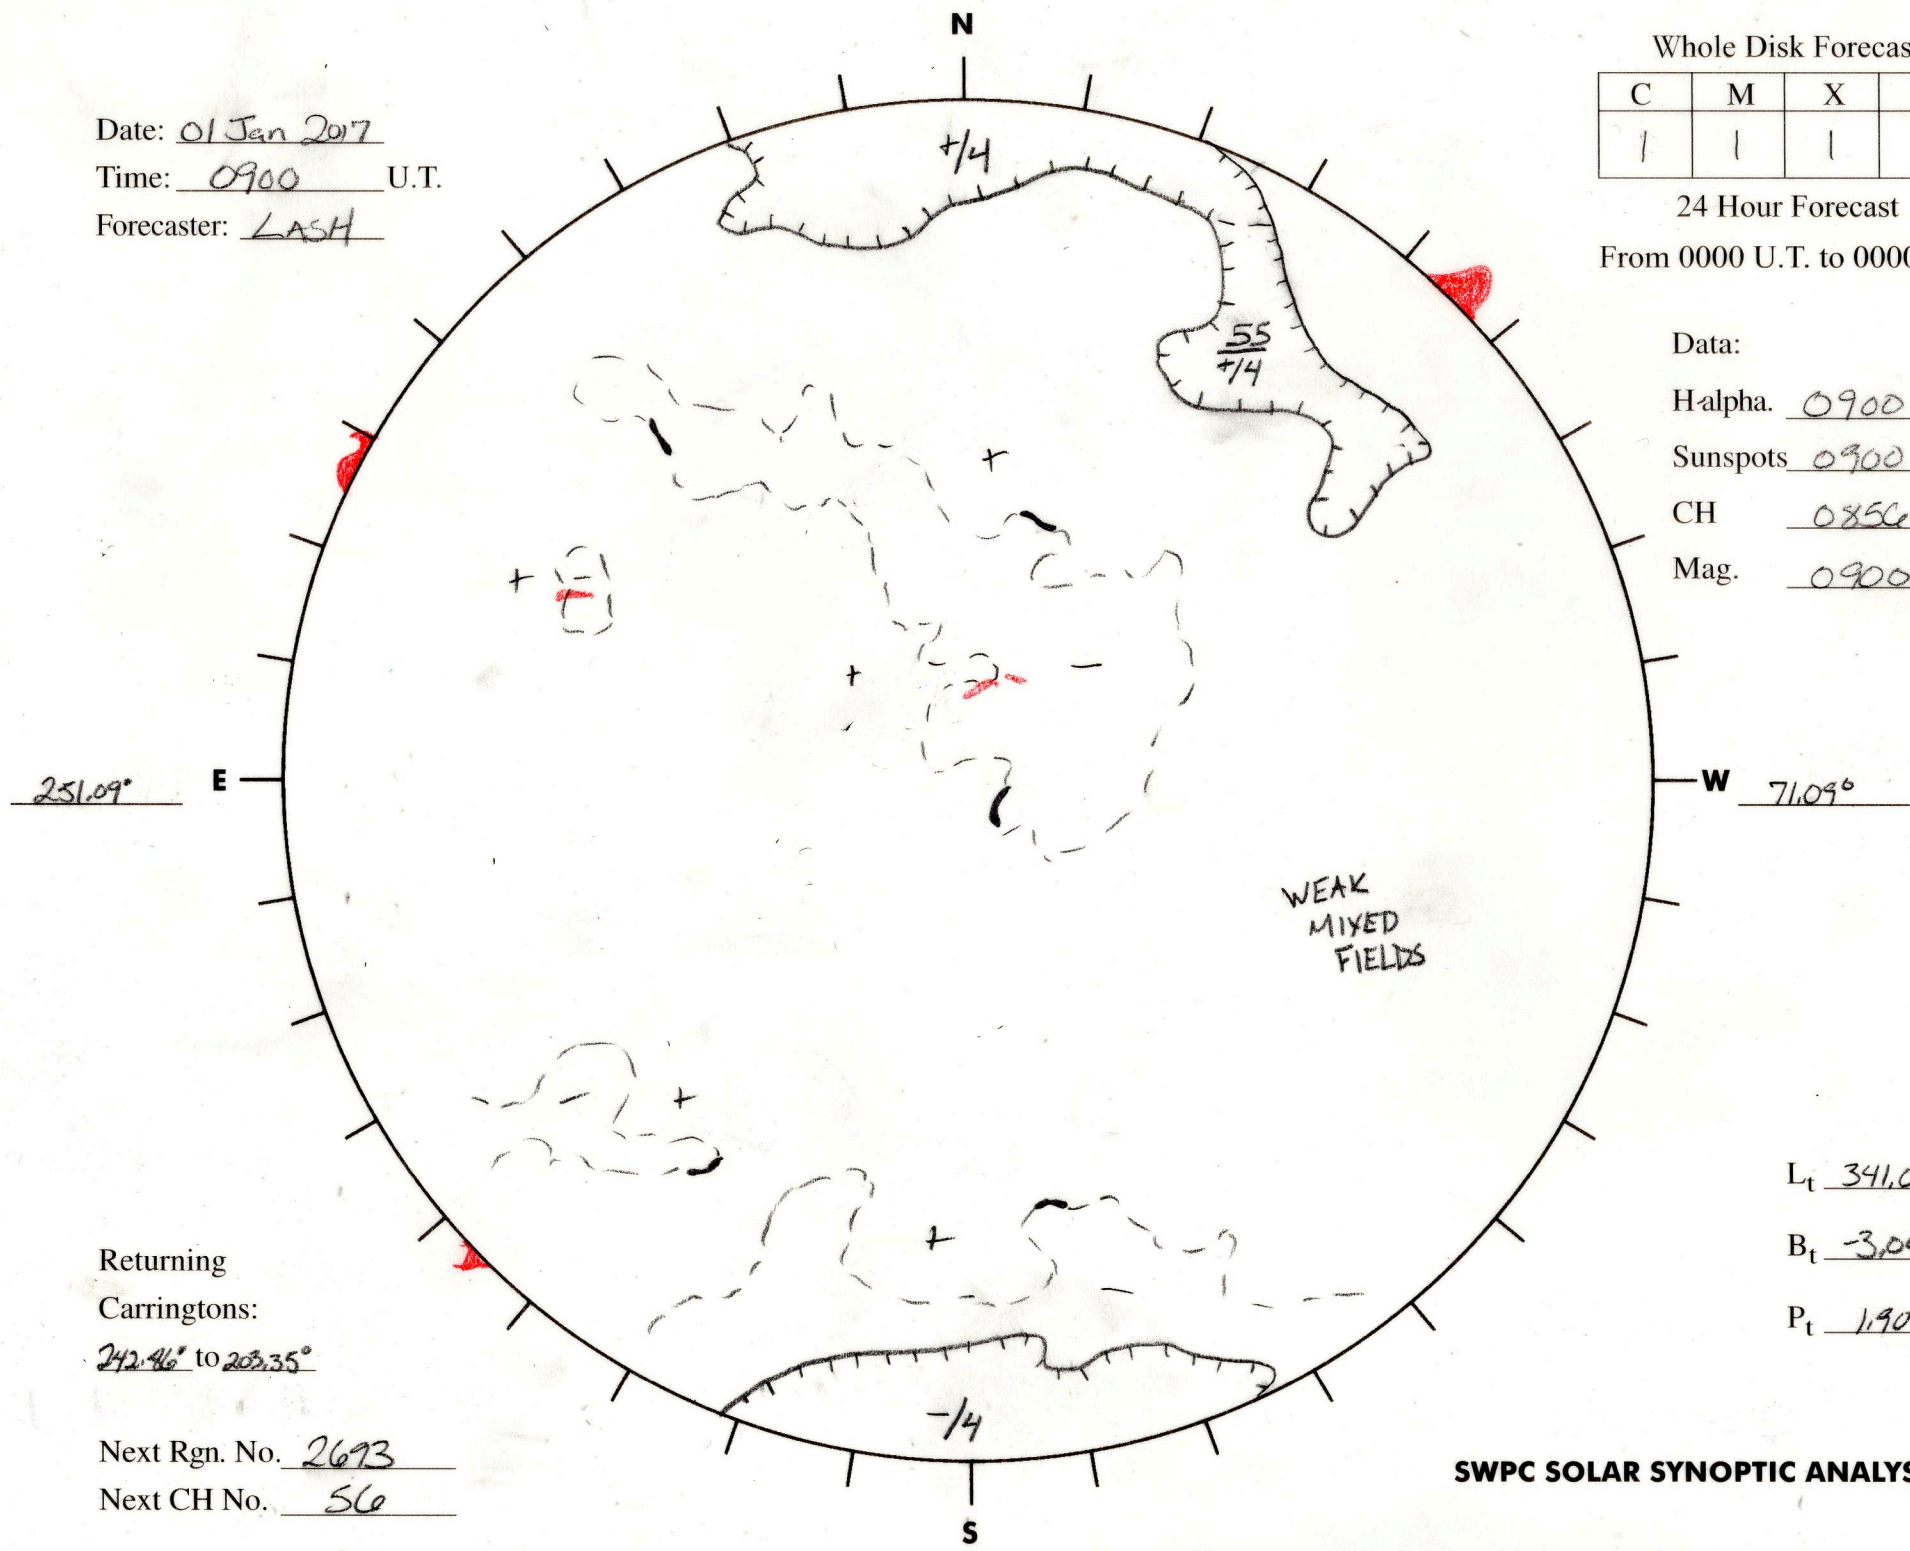 N
Whole Disk Forecas
C M X
1 1 1
24 Hour Forecast
From 0000 U.T. to 0000
Date: 01 Jan 2017
Time: 0900 U.T.
Forecaster: LASH
+/4
55
+/4
Data:
H-alpha. 0900
Sunspots 0900
CH 0856
Mag. 0900
+
+ -
+ -
251.09° E
W 71.09°
WEAK
MIXED
FIELDS
- +
+
Lt 341.0
Bt -3.0
Pt 1.90
Returning
Carringtons:
242.46° to 203.35°
-/4
Next Rgn. No. 2693
Next CH No. 56
SWPC SOLAR SYNOPTIC ANALYS
S